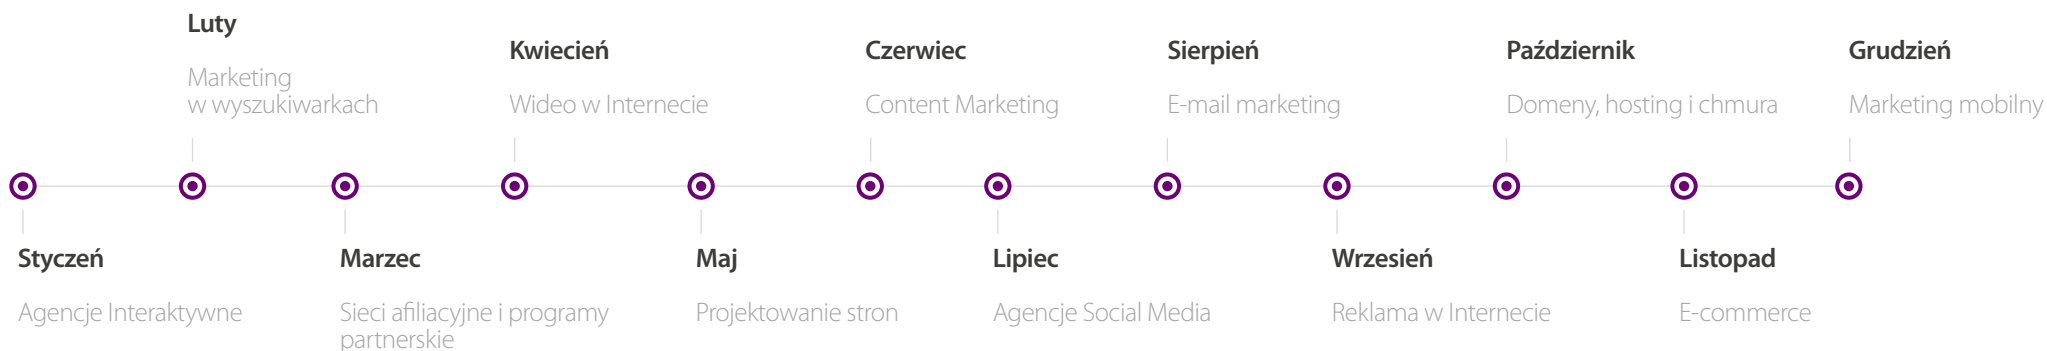 Luty
Marketing
w wyszukiwarkach
Kwiecień
Wideo w Internecie
Czerwiec
Content Marketing
Sierpień
E-mail marketing
Październik
Domeny, hosting i chmura
Grudzień
Marketing mobilny
Styczeń
Agencje Interaktywne
Marzec
Sieci afiliacyjne i programy
partnerskie
Maj
Projektowanie stron
Lipiec
Agencje Social Media
Wrzesień
Reklama w Internecie
Listopad
E-commerce